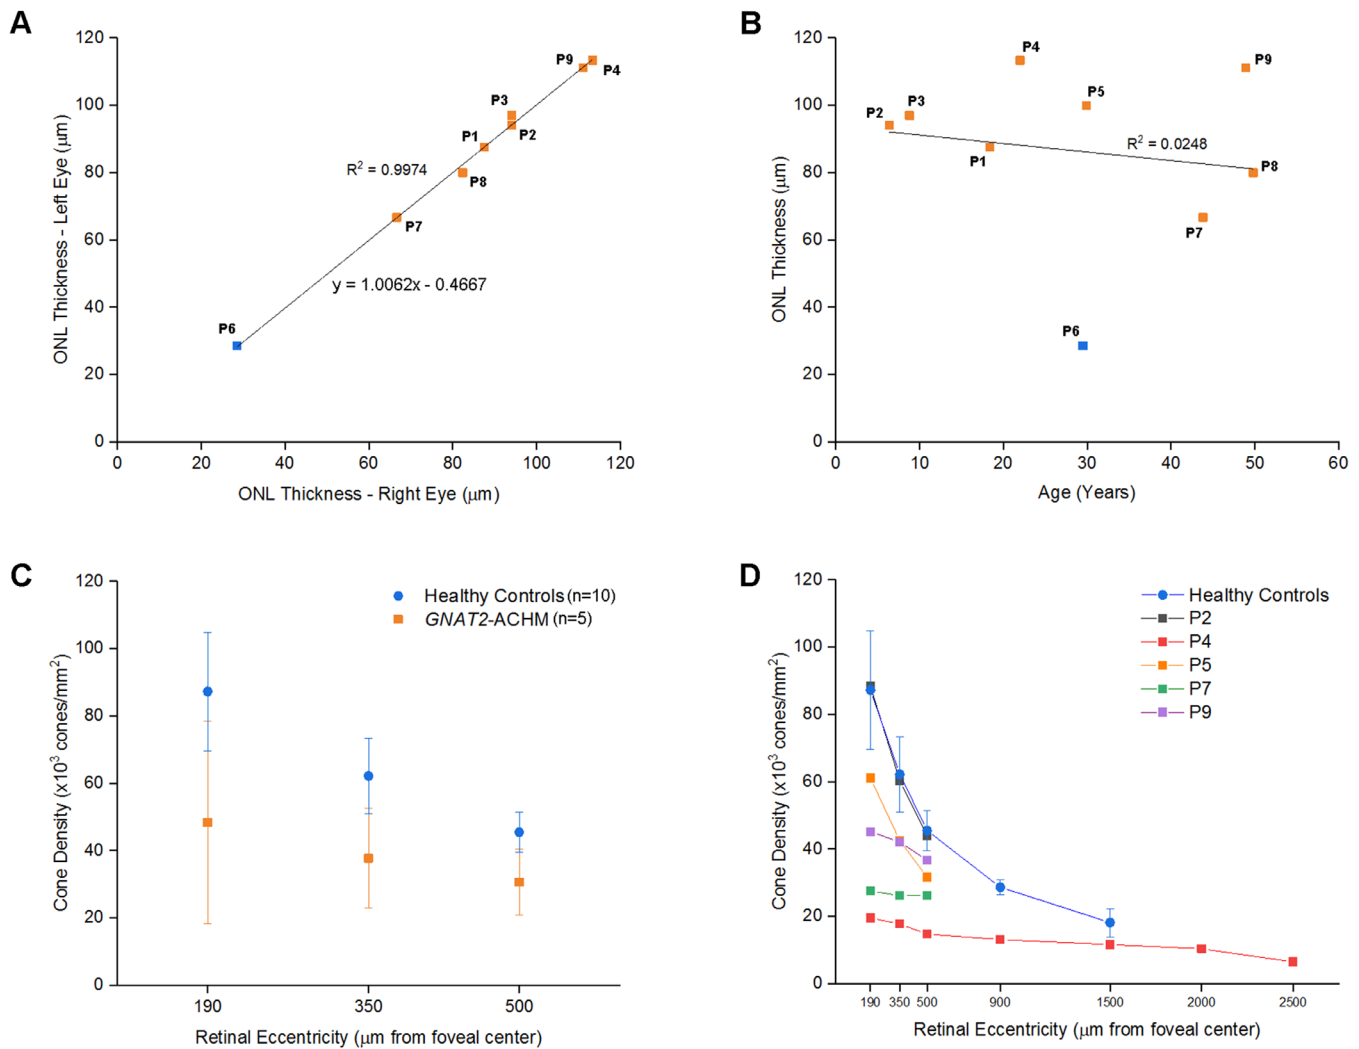 A
B
120
100
80
60
40
20
0
ONL Thickness - Left Eye (μm)
P9
P4
P3
P2
P1
P8
P7
P6
R² = 0.9974
y = 1.0062x - 0.4667
0 20 40 60 80 100 120
ONL Thickness - Right Eye (μm)
120
100
80
60
40
20
0
ONL Thickness (μm)
P4
P9
P5
P3
P2
P1
P8
P7
P6
R² = 0.0248
0 10 20 30 40 50 60
Age (Years)
C
D
120
100
80
60
40
20
0
Cone Density (x10³ cones/mm²)
Healthy Controls (n=10)
GNAT2-ACHM (n=5)
190 350 500
Retinal Eccentricity (μm from foveal center)
120
100
80
60
40
20
0
Cone Density (x10³ cones/mm²)
Healthy Controls
P2
P4
P5
P7
P9
190 350 500 900 1500 2000 2500
Retinal Eccentricity (μm from foveal center)